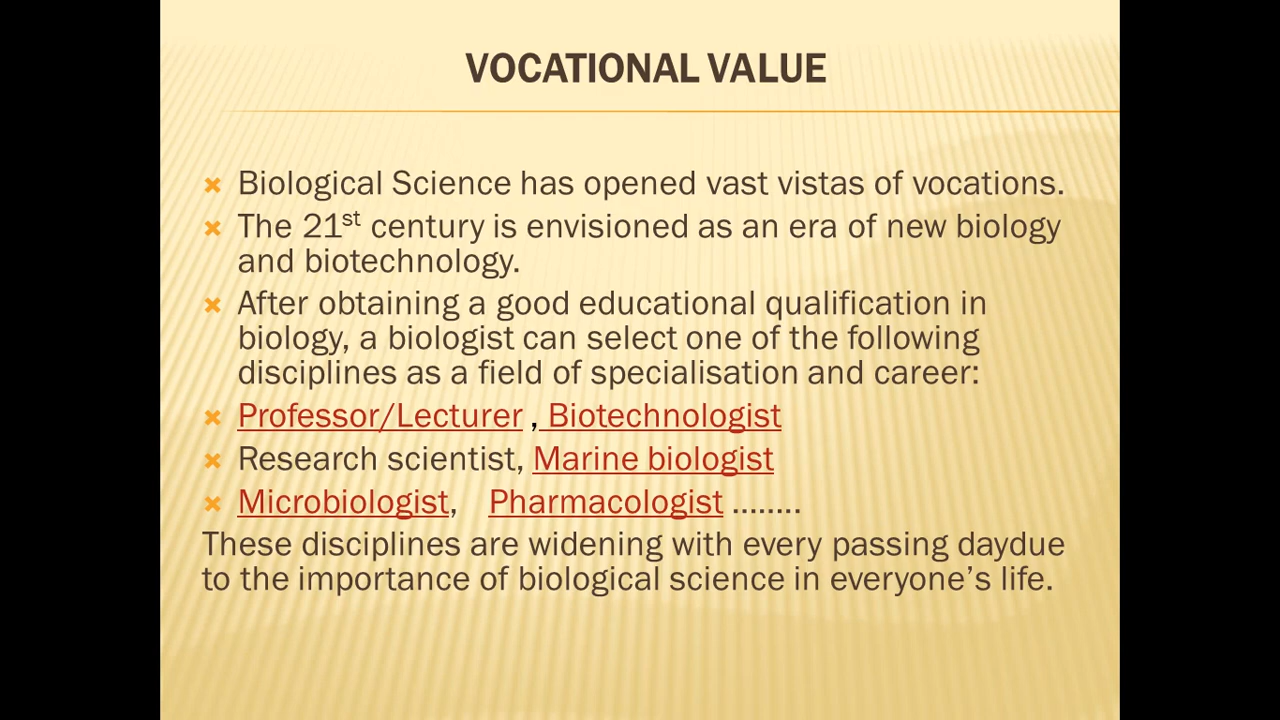 VOCATIONAL VALUE
Biological Science has opened vast vistas of vocations.
The 21st century is envisioned as an era of new biology
and biotechnology.
After obtaining a good educational qualification in
biology, a biologist can select one of the following
disciplines as a field of specialisation and career:
Professor/Lecturer , Biotechnologist
Research scientist, Marine biologist
Microbiologist, Pharmacologist ........
These disciplines are widening with every passing daydue
to the importance of biological science in everyone’s life.